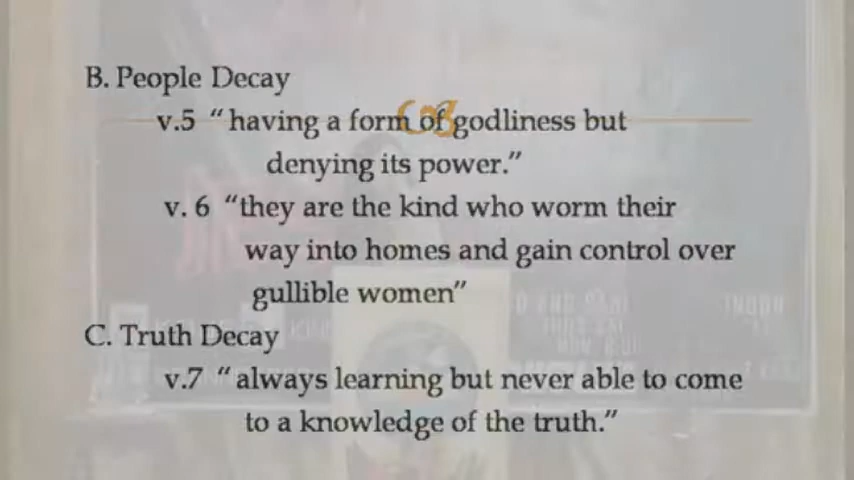 B. People Decay
v.5 “having a form of godliness but
denying its power.”
v. 6 “they are the kind who worm their
way into homes and gain control over
gullible women”
C. Truth Decay
v.7 “always learning but never able to come
to a knowledge of the truth.”